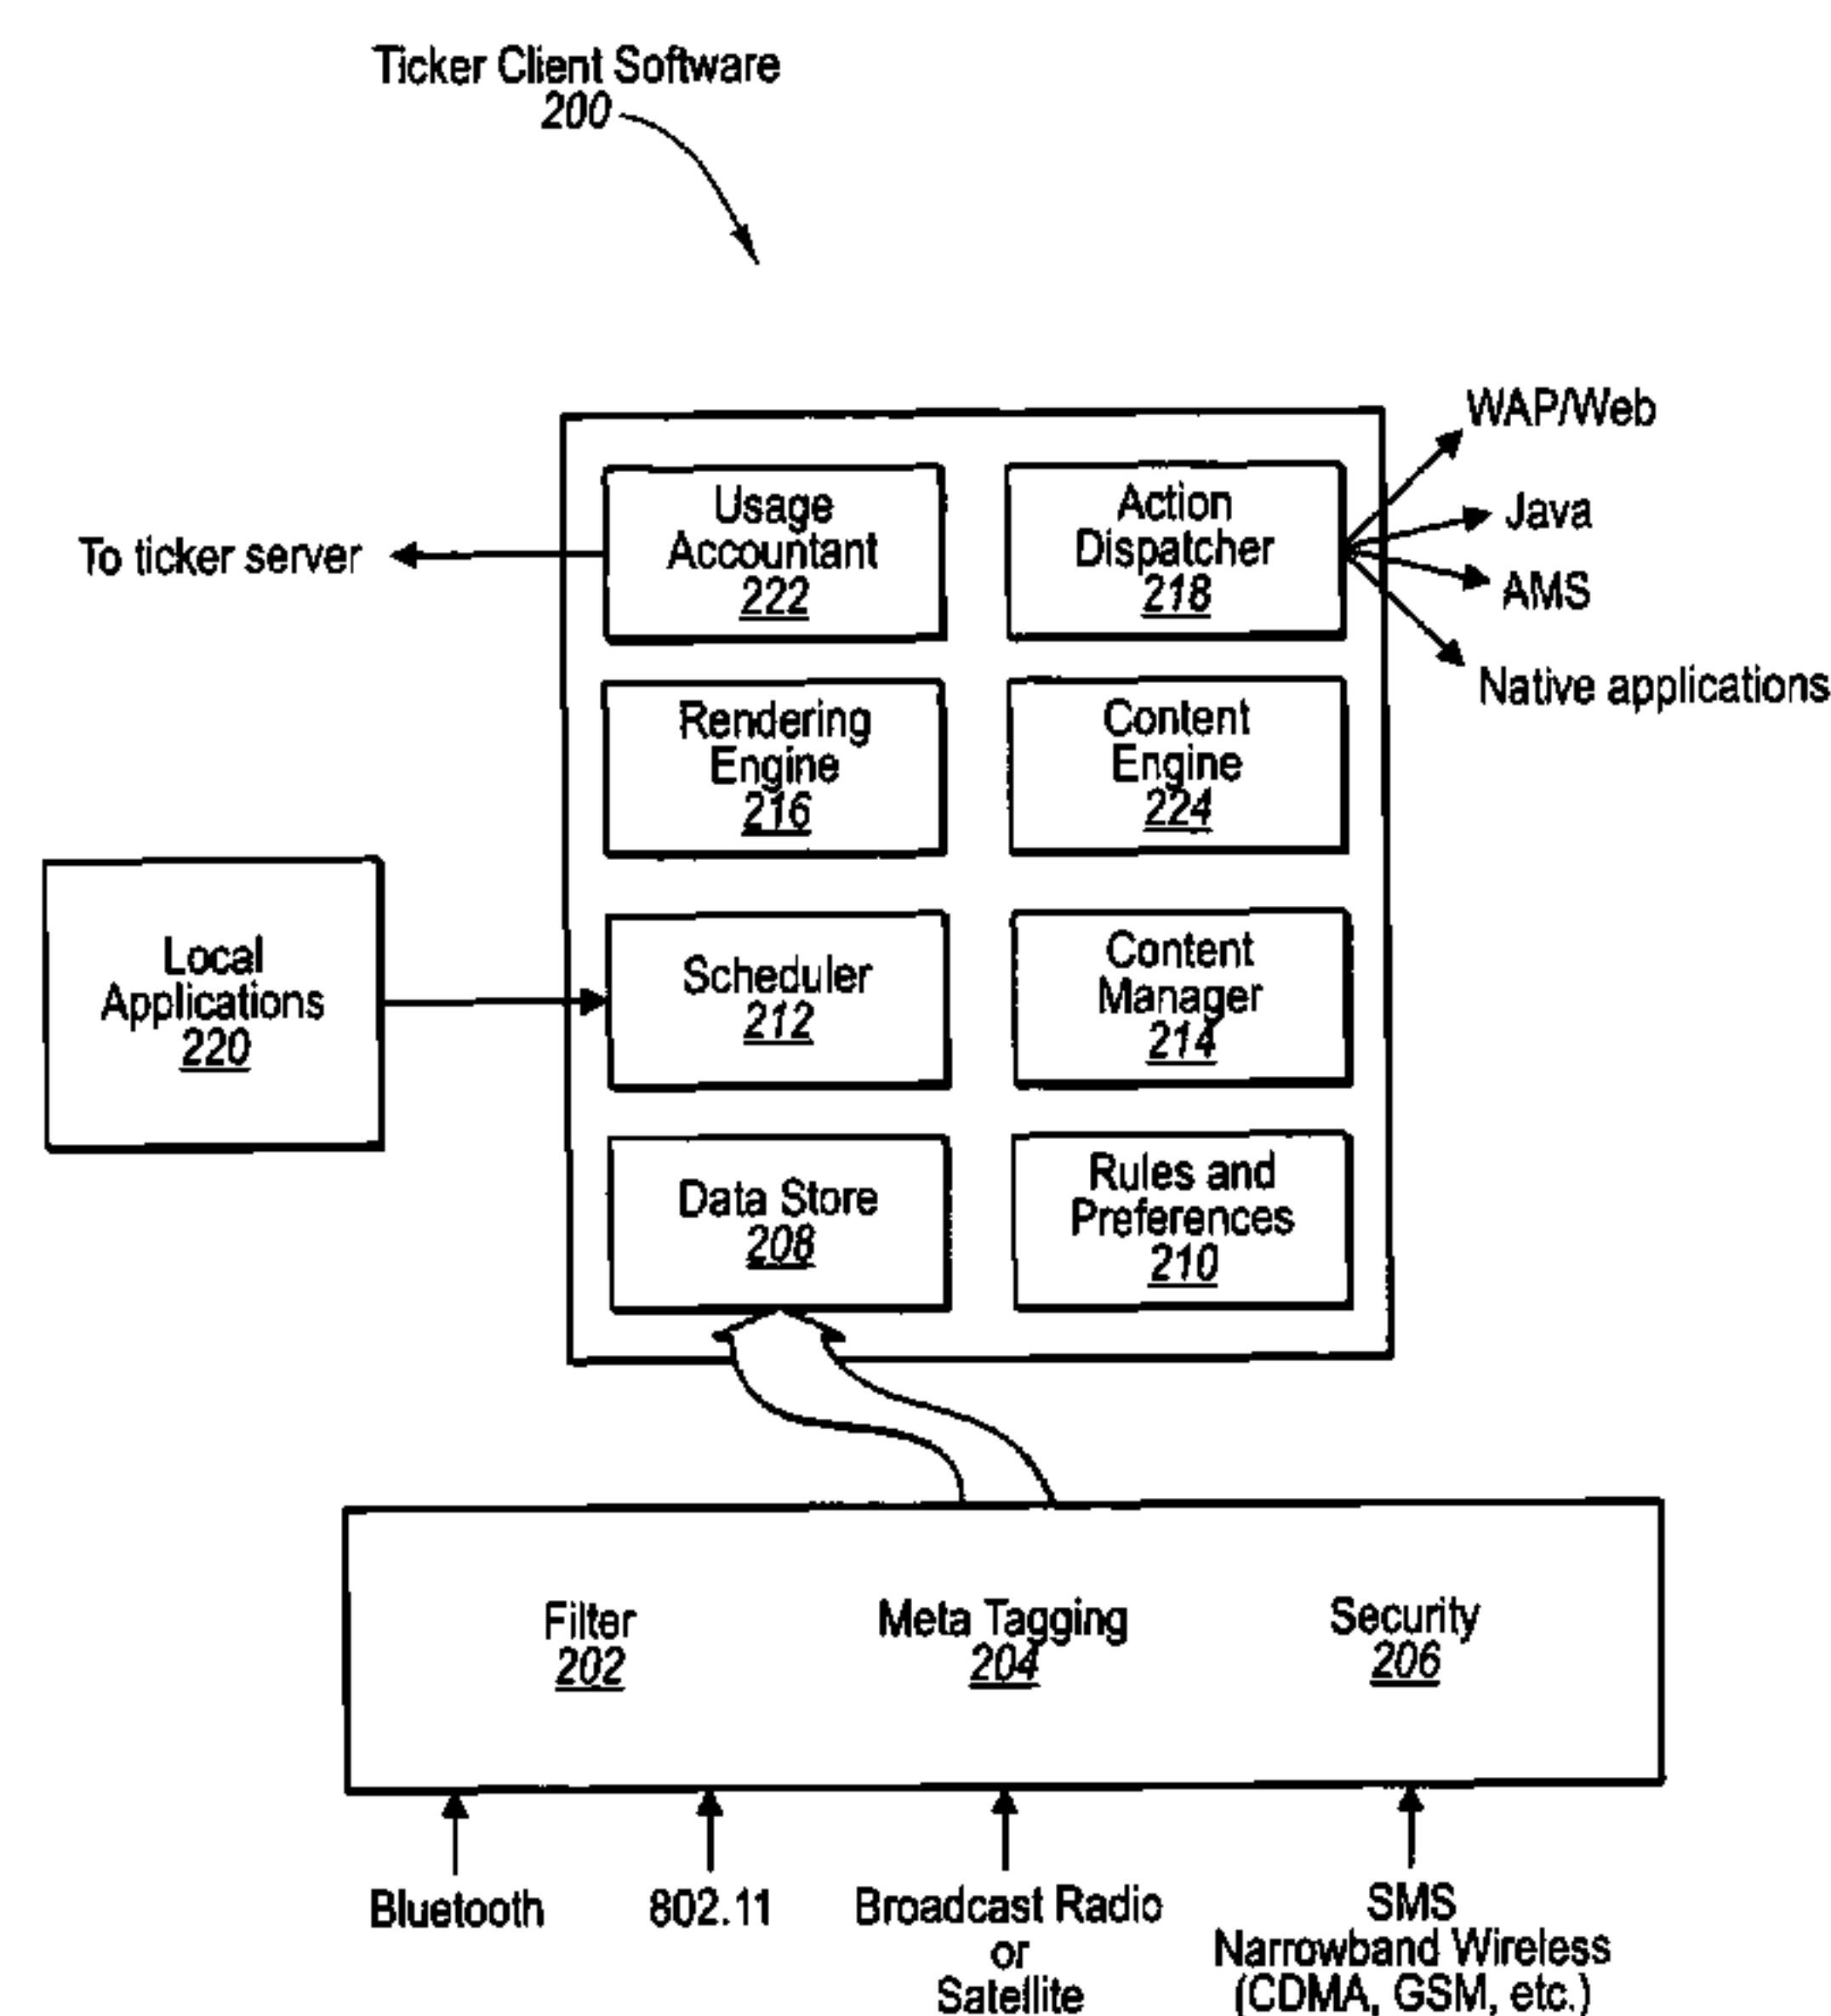 Ticker Client Software
200
WAP/Web
Java
AMS
Native applications
To ticker server
Usage
Accountant
222
Action
Dispatcher
218
Rendering
Engine
216
Content
Engine
224
Local
Applications
220
Scheduler
212
Content
Manager
214
Data Store
208
Rules and
Preferences
210
Filter
202
Meta Tagging
204
Security
206
Bluetooth
802.11
Broadcast Radio
or
Satellite
SMS
Narrowband Wireless
(CDMA, GSM, etc.)